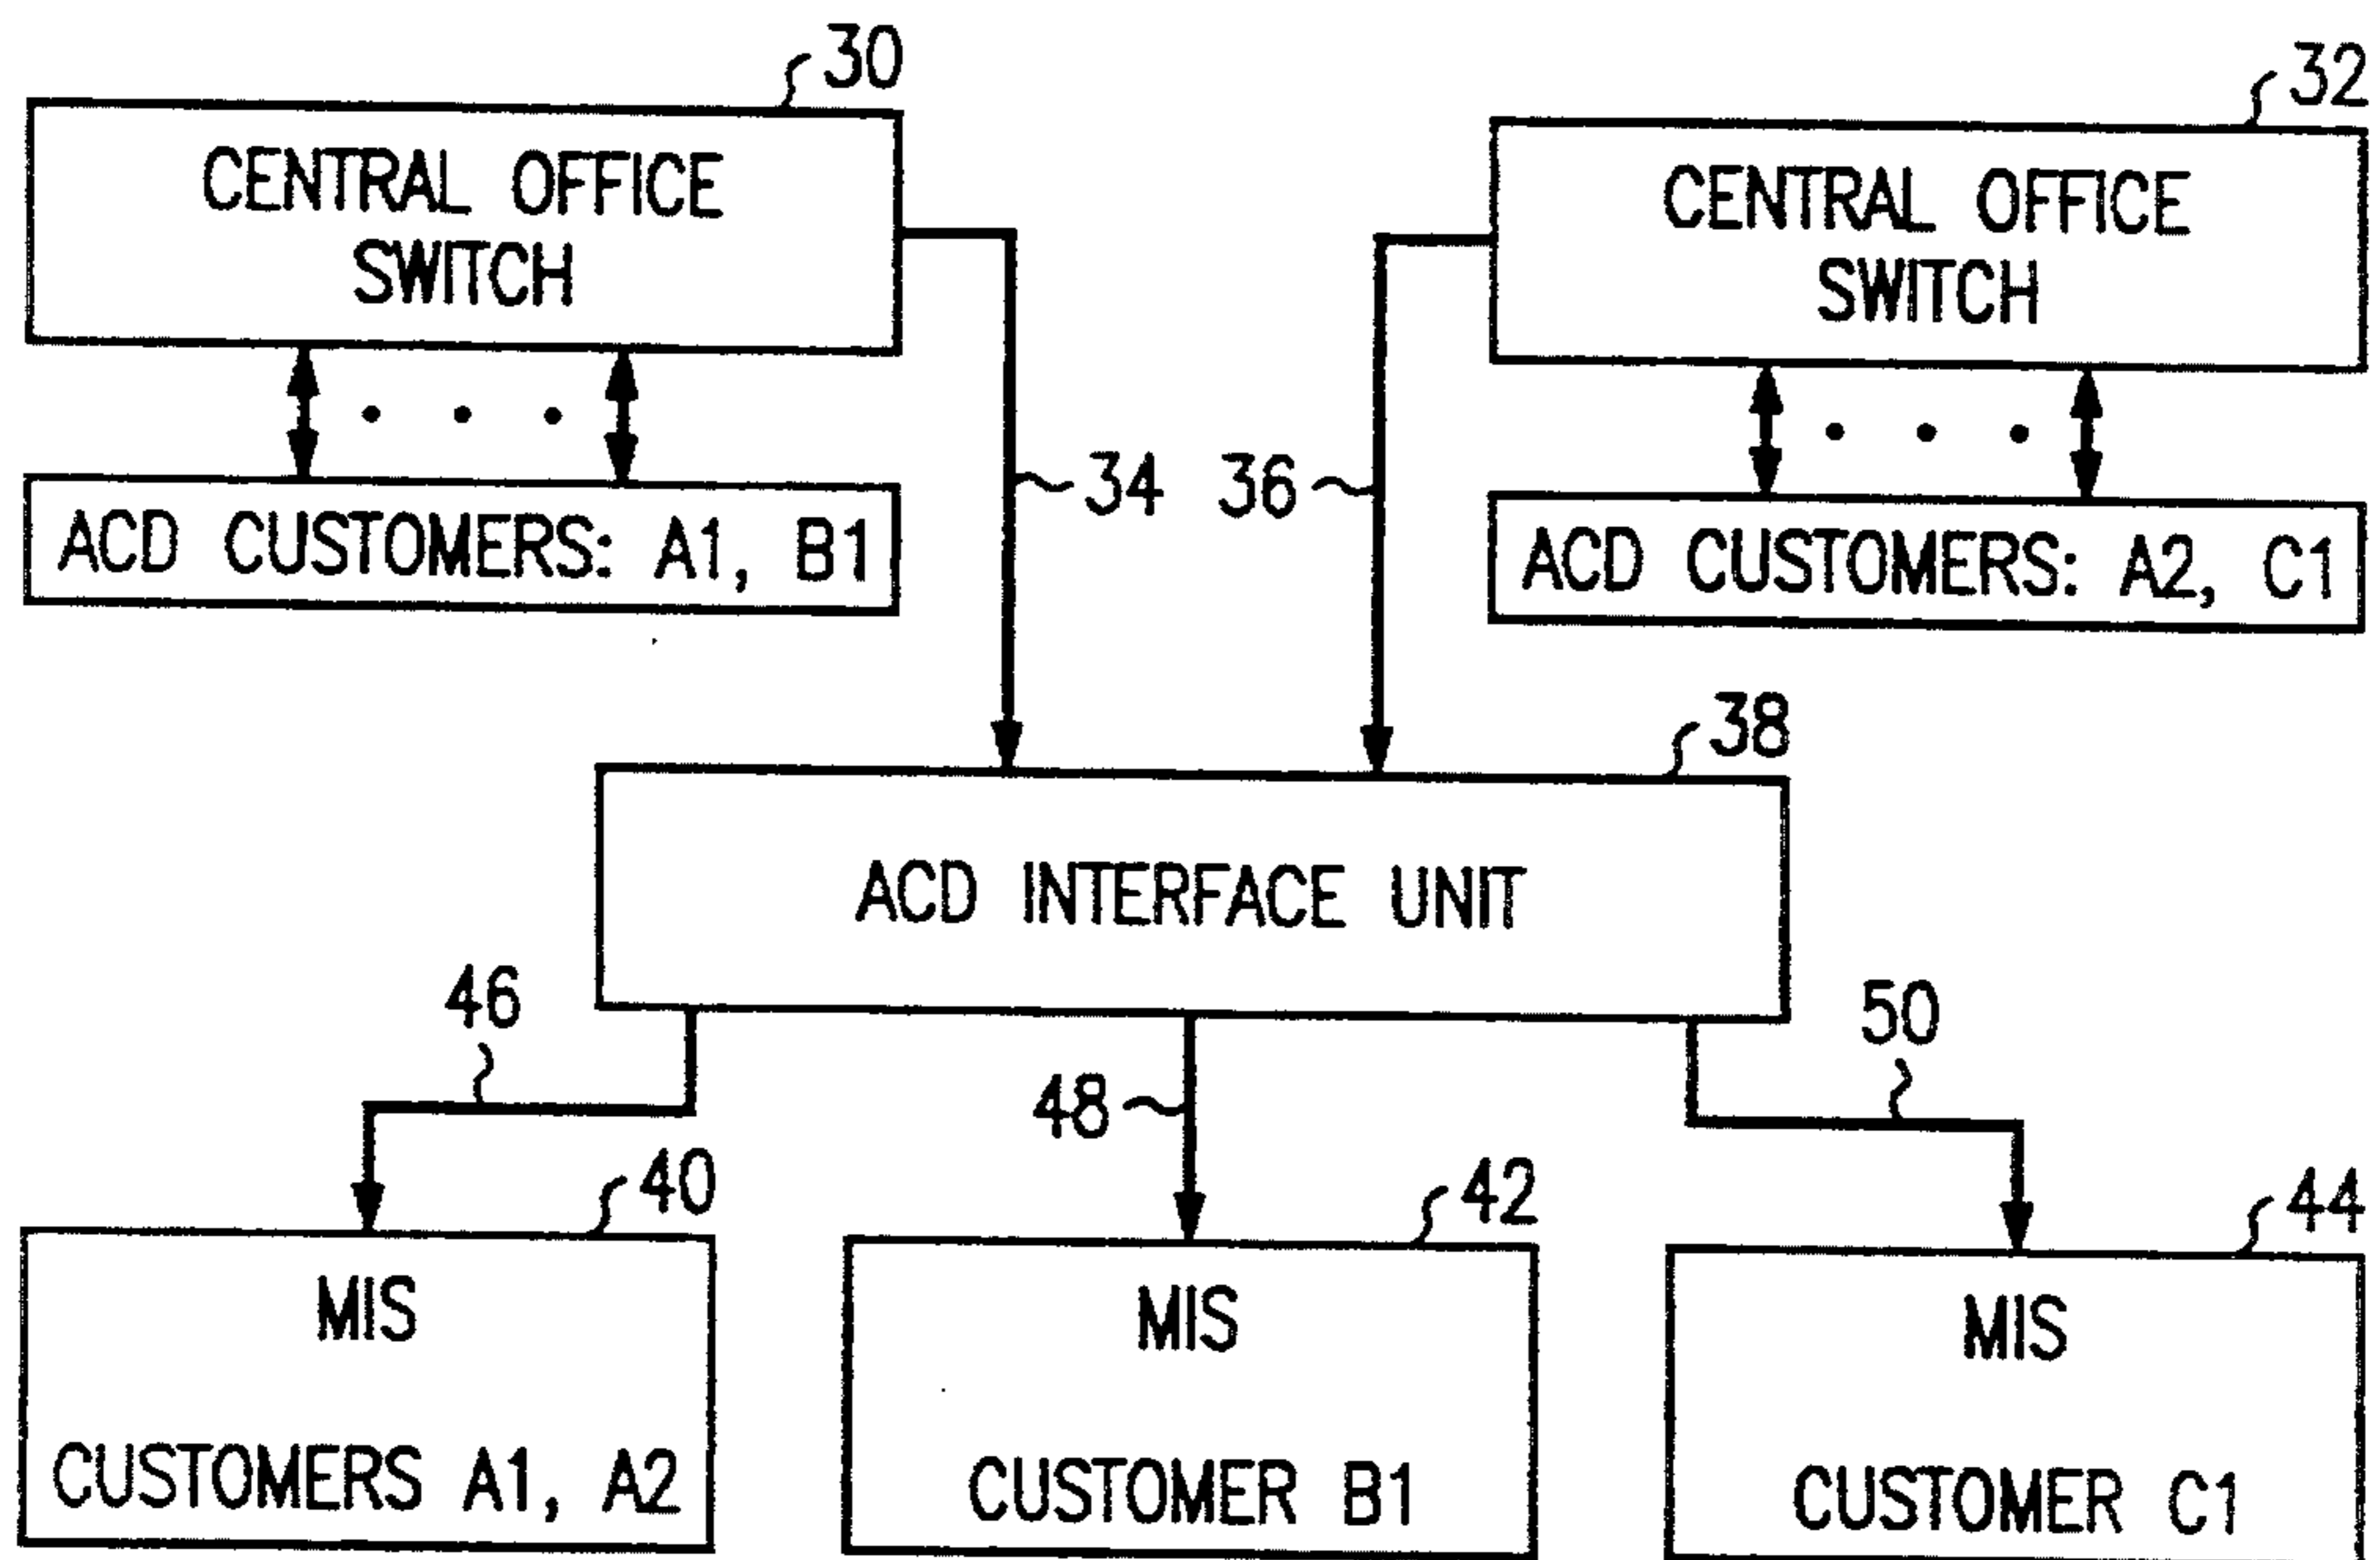 30
32
CENTRAL OFFICE
SWITCH
CENTRAL OFFICE
SWITCH
34
36
ACD CUSTOMERS: A1, B1
ACD CUSTOMERS: A2, C1
38
ACD INTERFACE UNIT
46
48
50
40
42
44
MIS
CUSTOMERS A1, A2
MIS
CUSTOMER B1
MIS
CUSTOMER C1